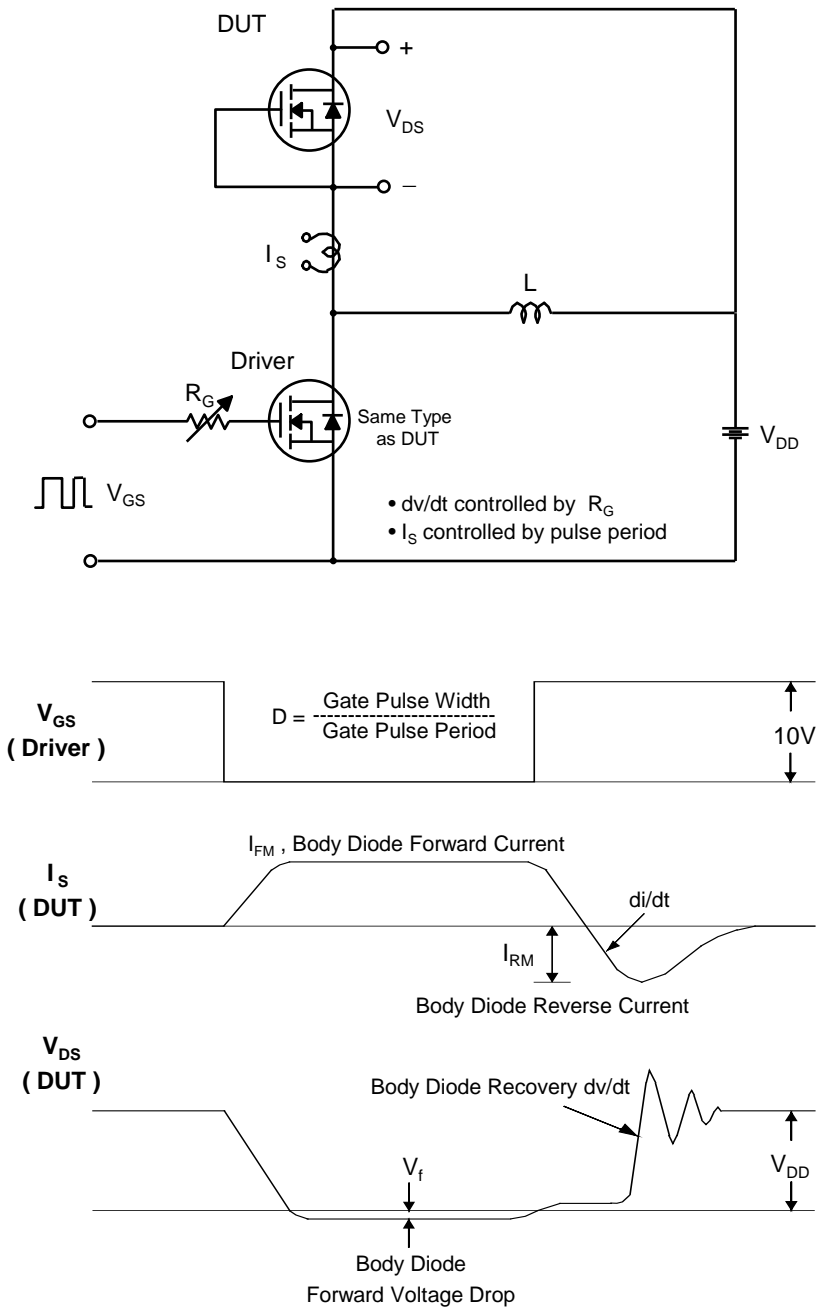 DUT
+
V_DS
−
I_S
L
Driver
R_G
Same Type
as DUT
V_DD
V_GS
• dv/dt controlled by R_G
• I_S controlled by pulse period
V_GS
( Driver )
D = Gate Pulse Width
Gate Pulse Period
10V
I_FM , Body Diode Forward Current
I_S
( DUT )
di/dt
I_RM
Body Diode Reverse Current
V_DS
( DUT )
Body Diode Recovery dv/dt
V_f
V_DD
Body Diode
Forward Voltage Drop